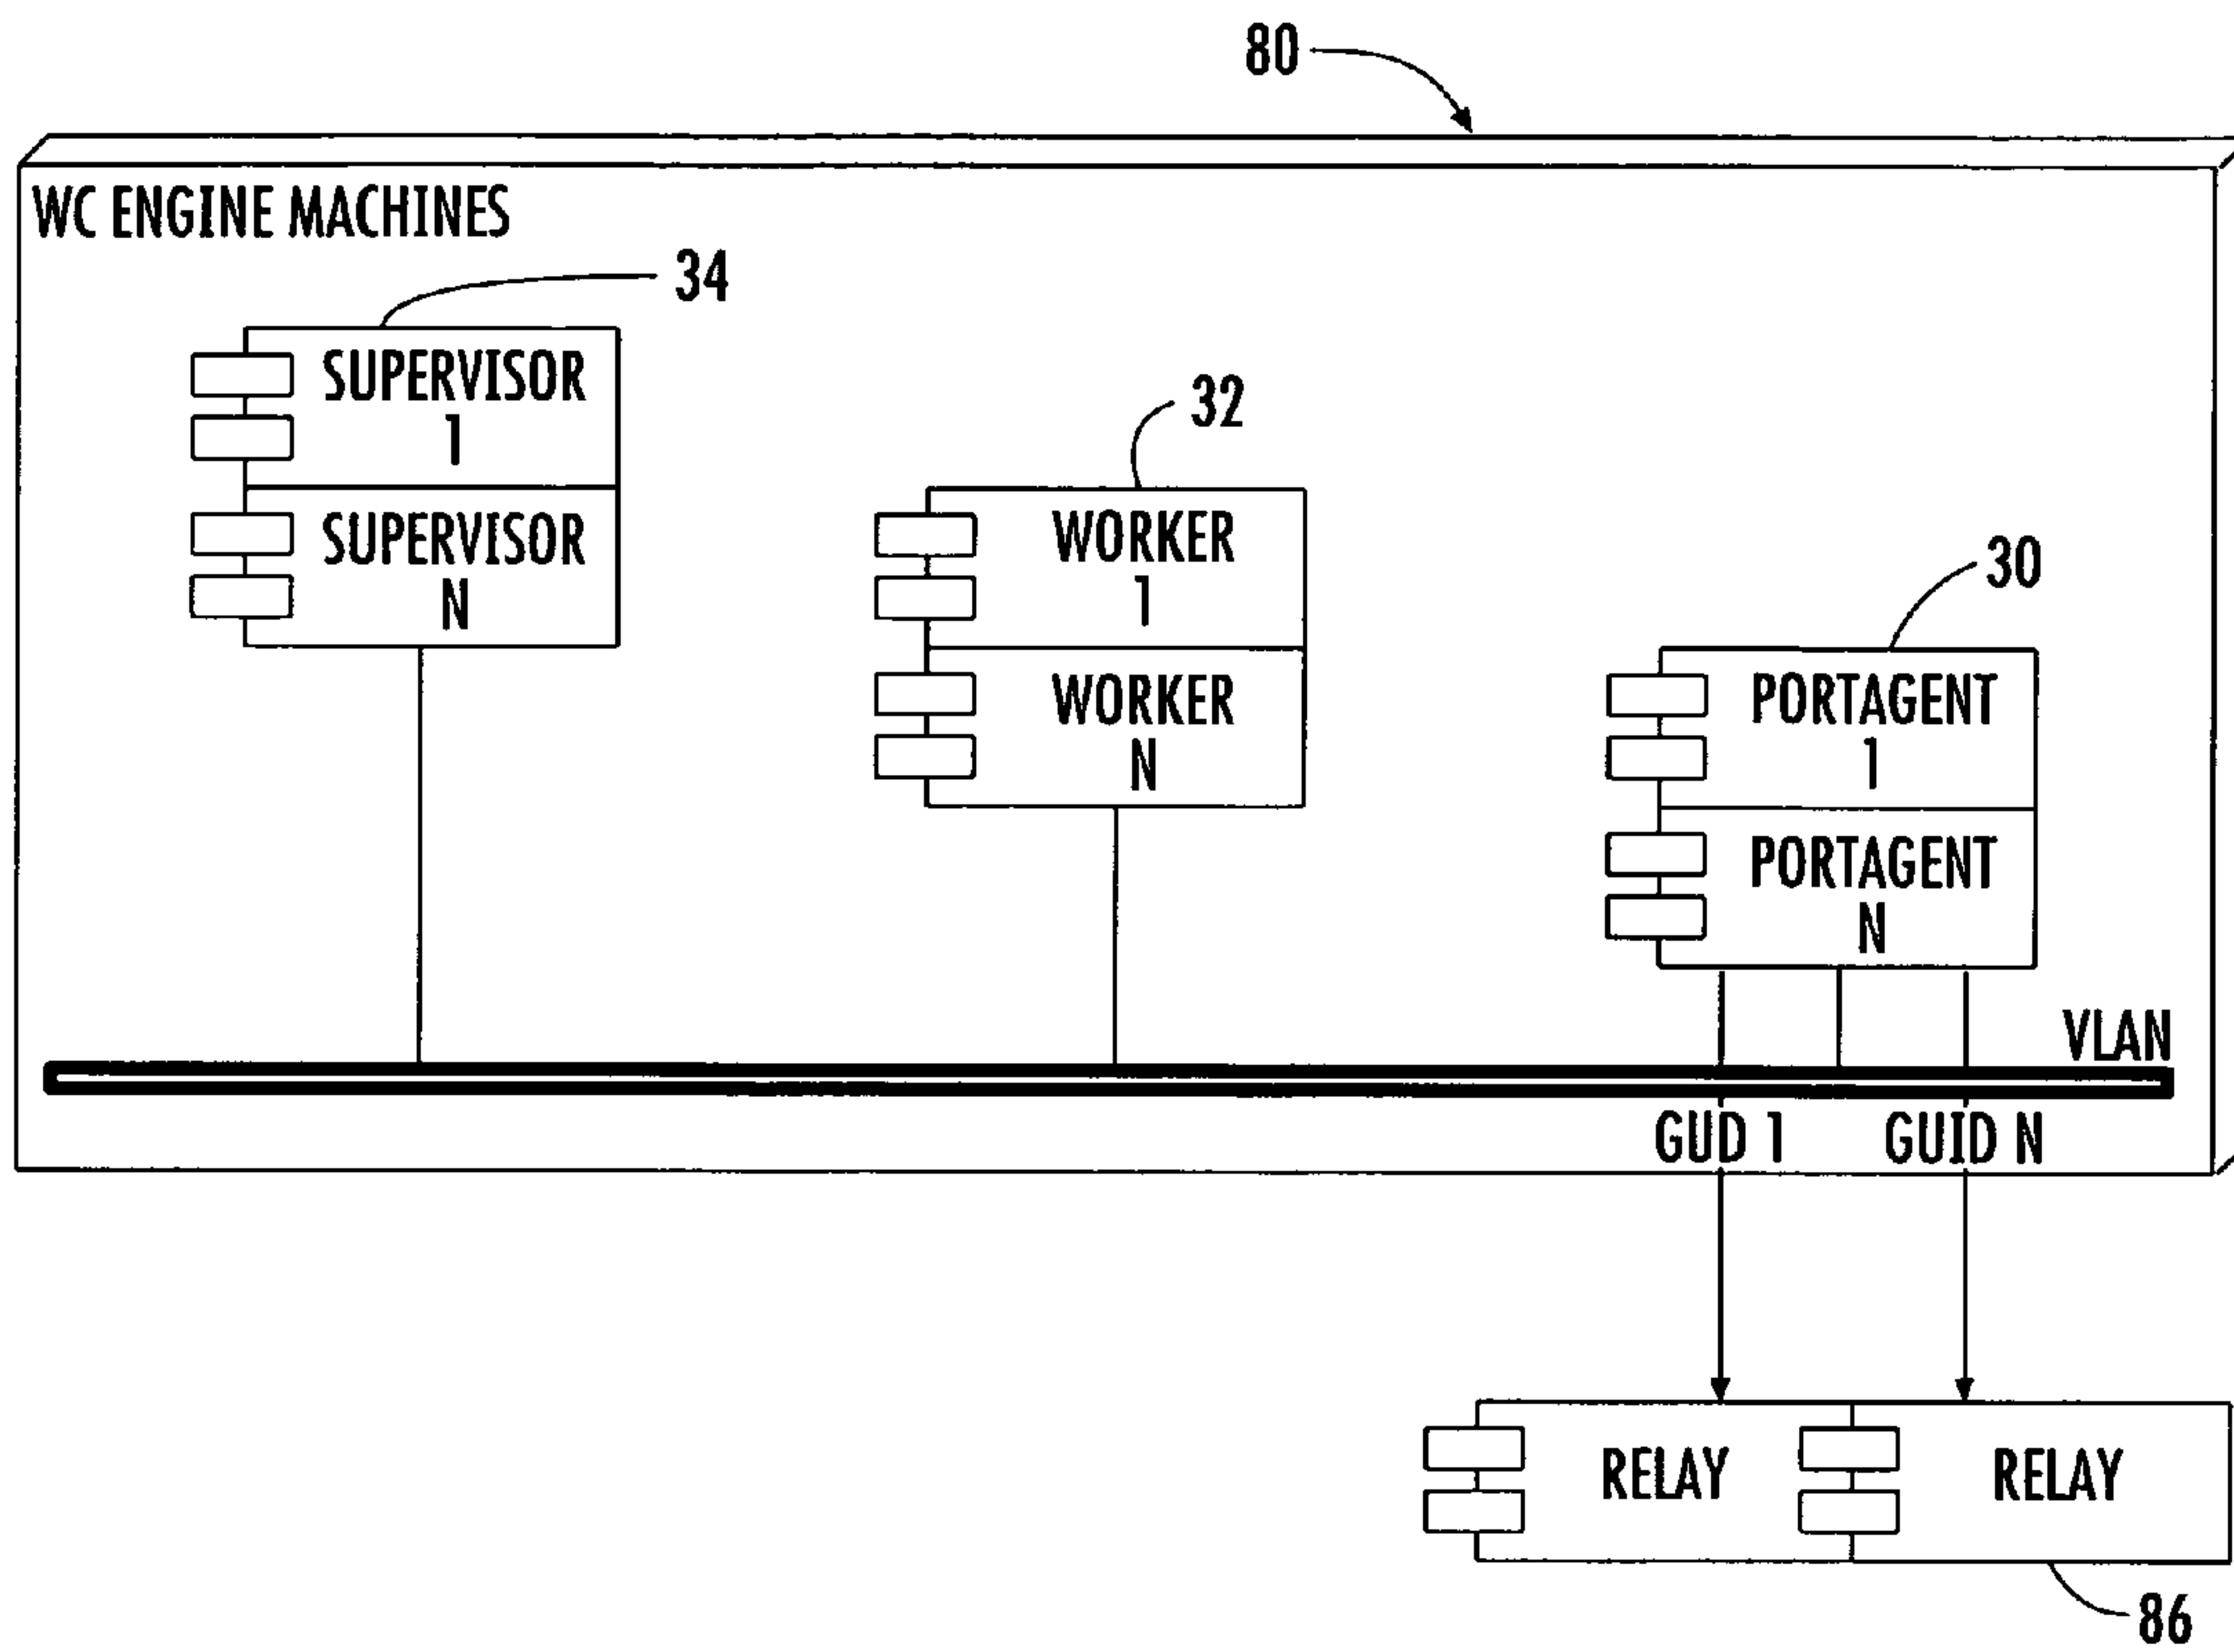 80
WC ENGINE MACHINES
34
SUPERVISOR
1
SUPERVISOR
N
32
WORKER
1
WORKER
N
30
PORTAGENT
1
PORTAGENT
N
VLAN
GUD 1
GUID N
RELAY
RELAY
86